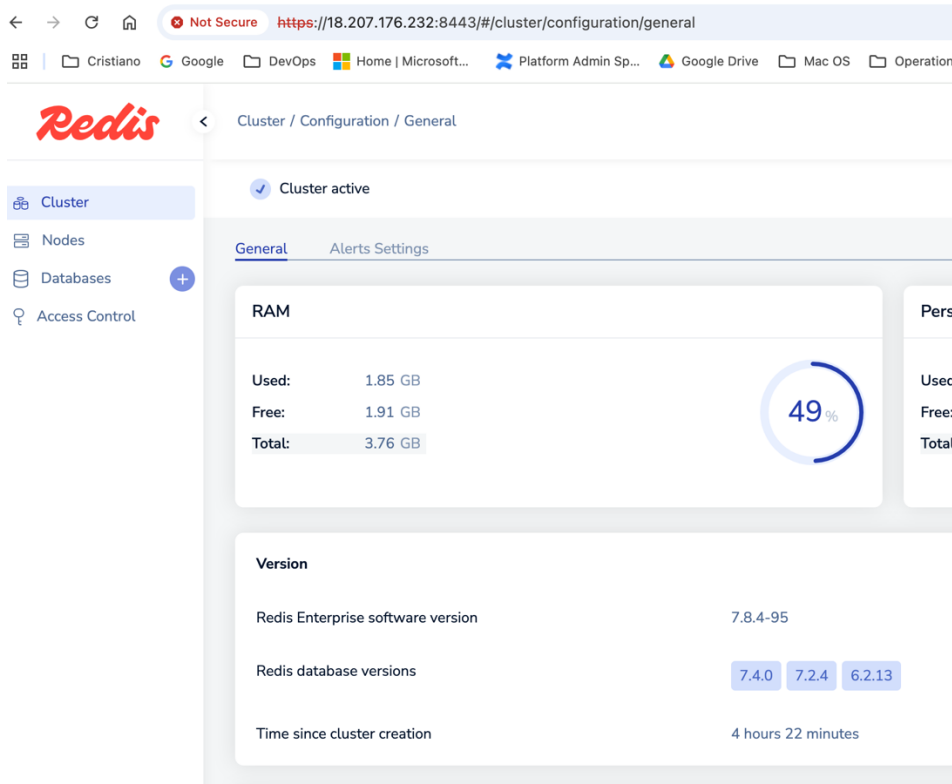 Not Secure https://18.207.176.232:8443/#/cluster/configuration/general
Cristiano Google DevOps Home | Microsoft... Platform Admin Sp... Google Drive Mac OS Operation
Redis
Cluster / Configuration / General
Cluster active
Cluster
Nodes
Databases
Access Control
General Alerts Settings
RAM
Used: 1.85 GB
Free: 1.91 GB
Total: 3.76 GB
49 %
Pers
Used
Free:
Total
Version
Redis Enterprise software version 7.8.4-95
Redis database versions 7.4.0 7.2.4 6.2.13
Time since cluster creation 4 hours 22 minutes